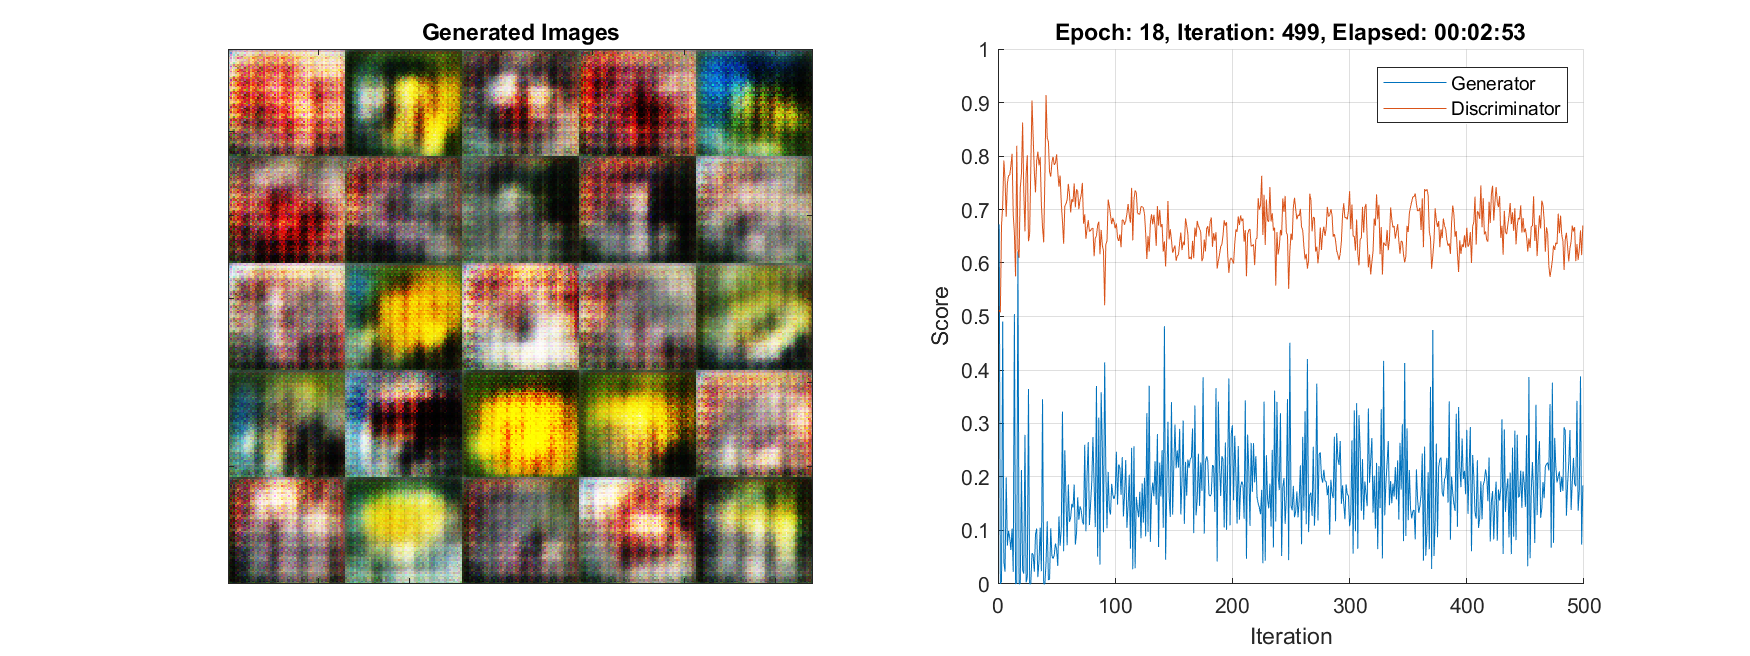 Generated Images
Epoch: 18, Iteration: 499, Elapsed: 00:02:53
1
0.9
0.8
0.7
0.6
0.5
0.4
0.3
0.2
0.1
0
Score
Generator
Discriminator
0 100 200 300 400 500
Iteration